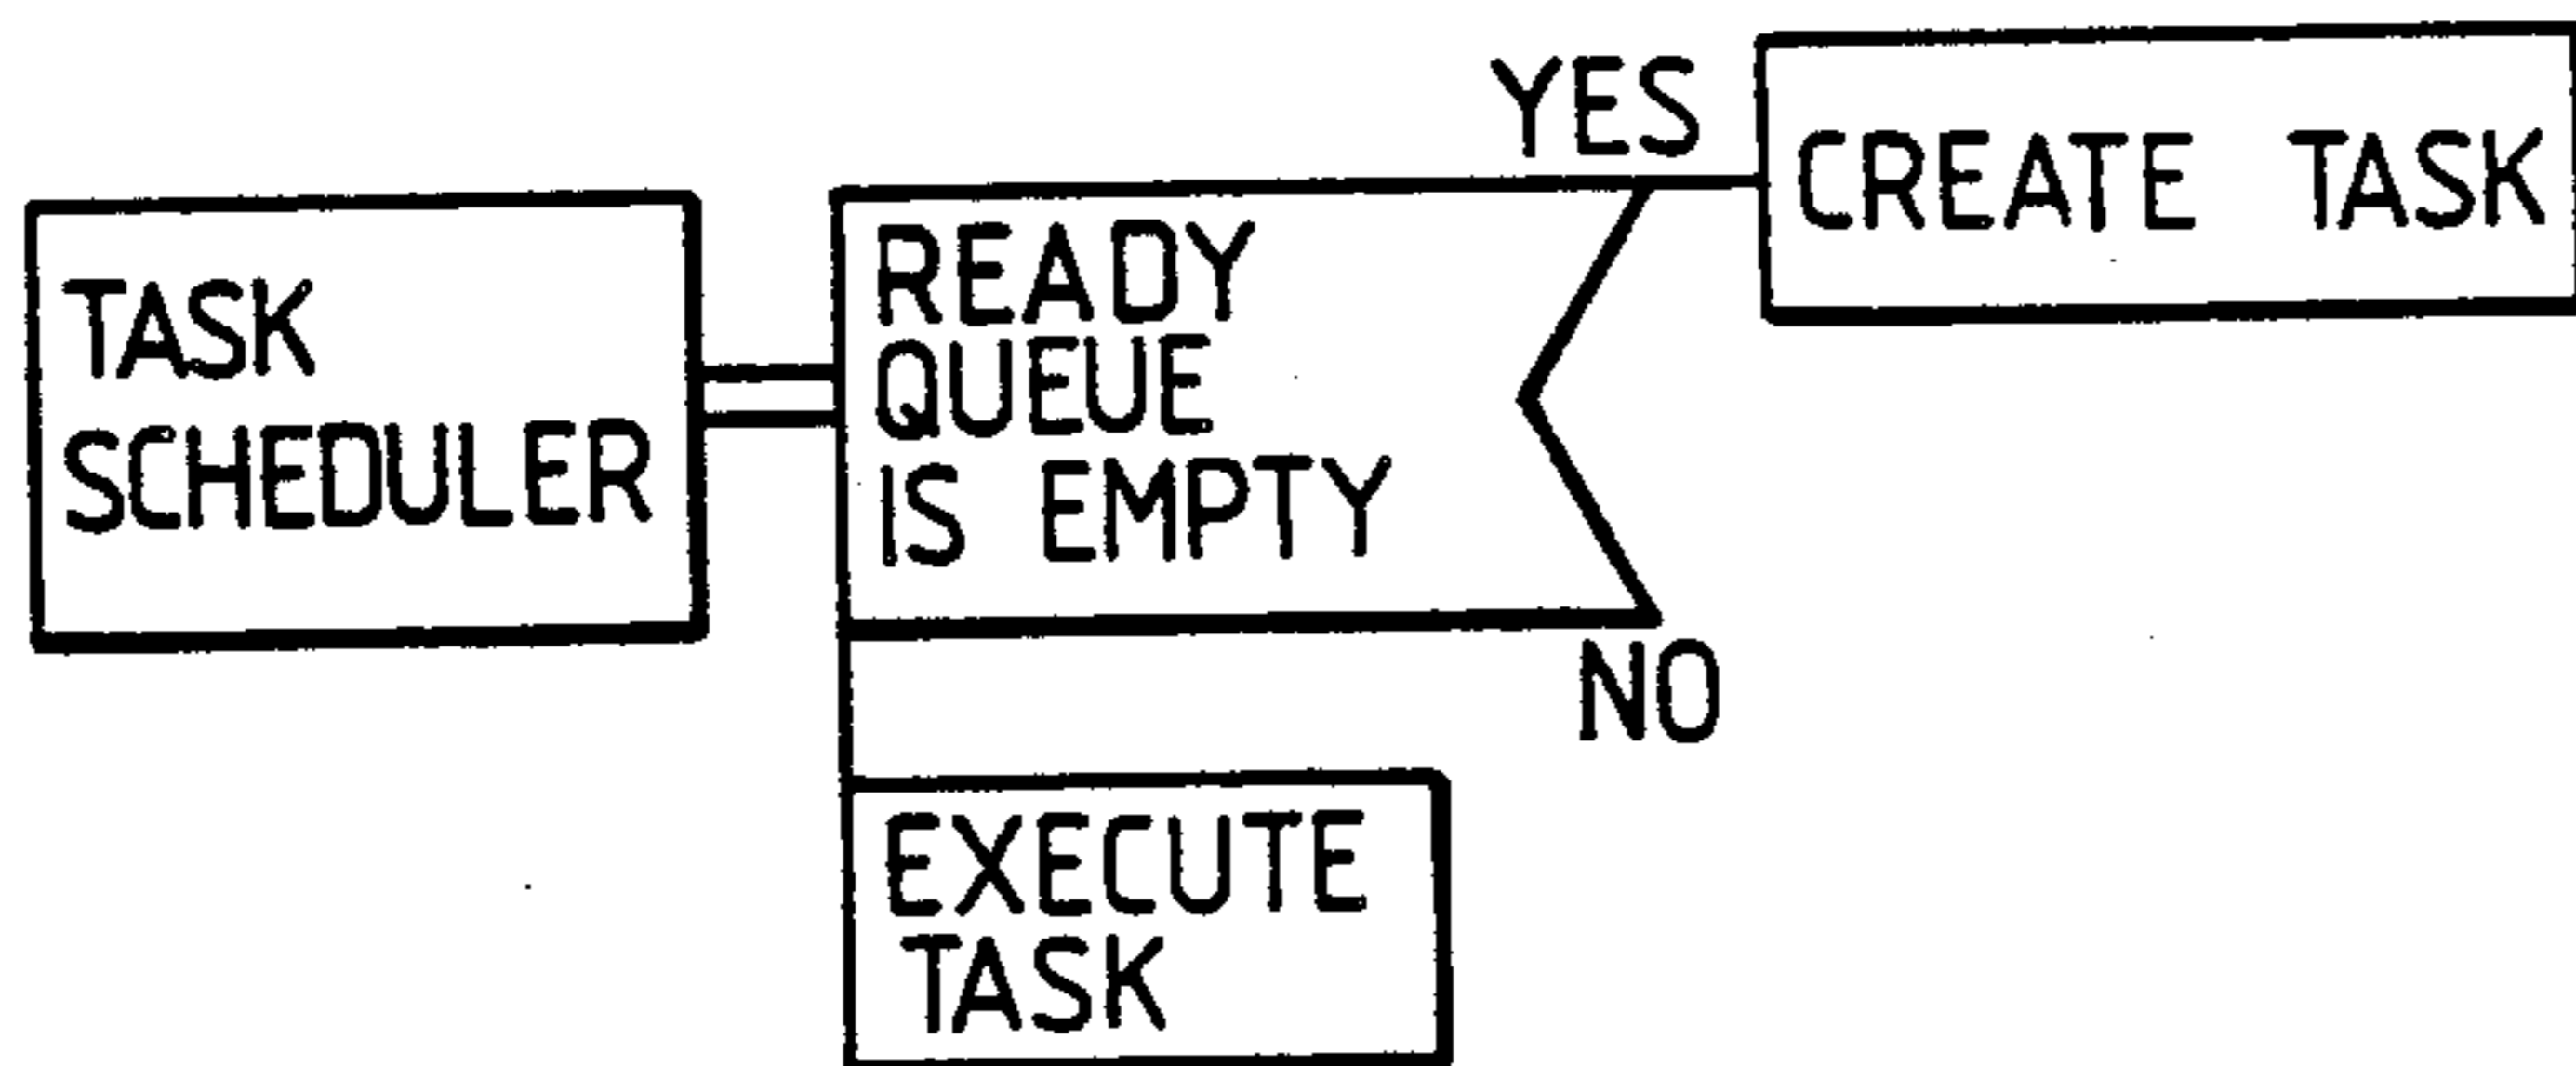 TASK
SCHEDULER
READY
QUEUE
IS EMPTY
YES
CREATE TASK
NO
EXECUTE
TASK